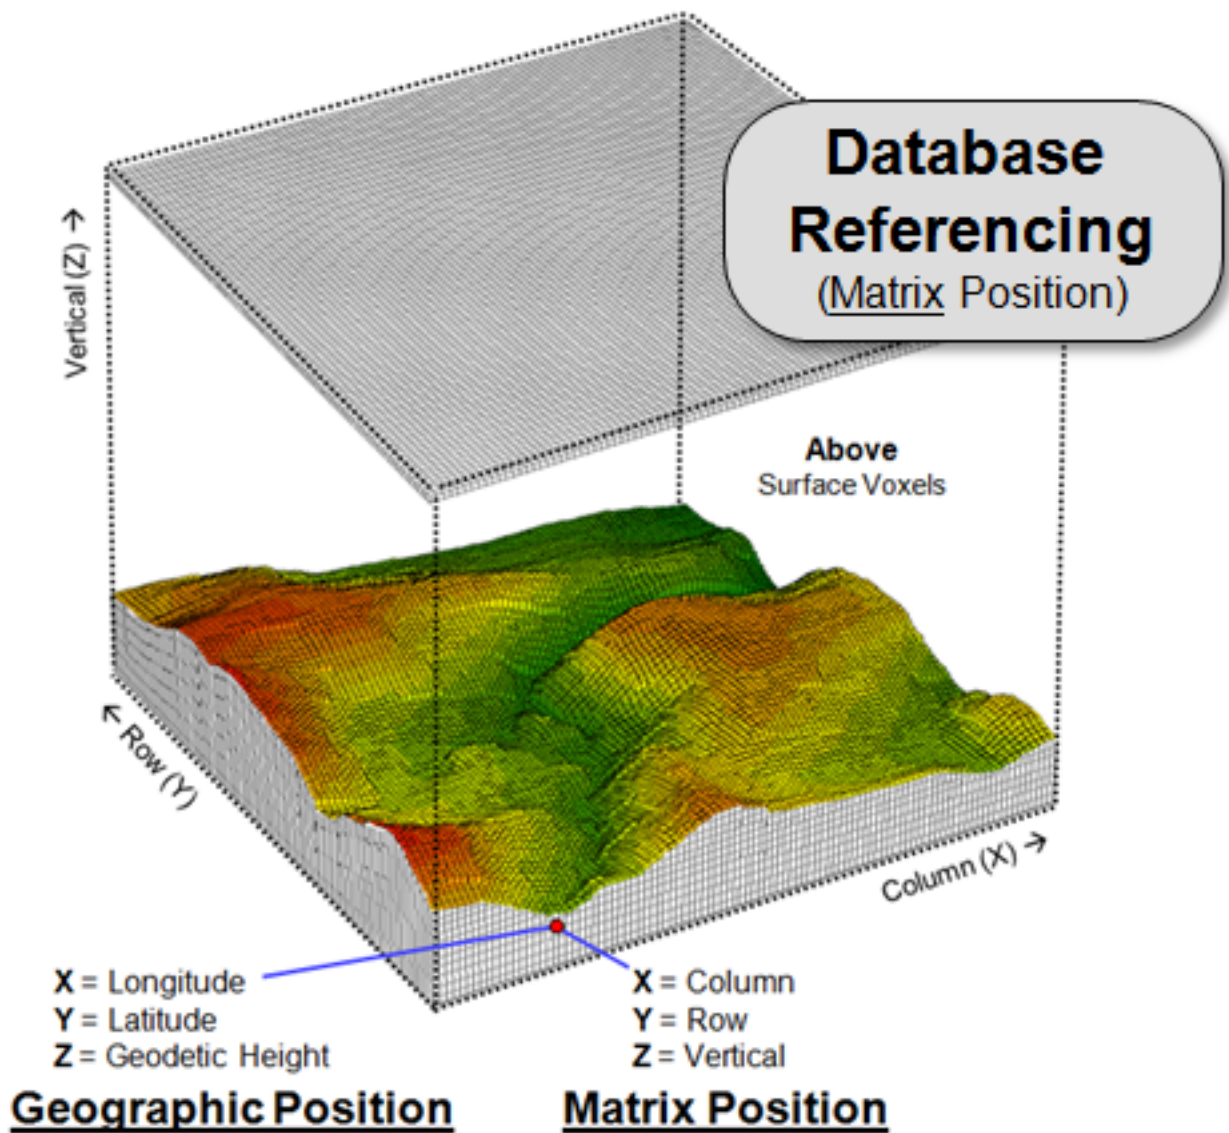 Database
Referencing
(Matrix Position)
Vertical (Z) →
Above
Surface Voxels
← Row (Y)
Column (X) →
X = Longitude
Y = Latitude
Z = Geodetic Height
Geographic Position
X = Column
Y = Row
Z = Vertical
Matrix Position